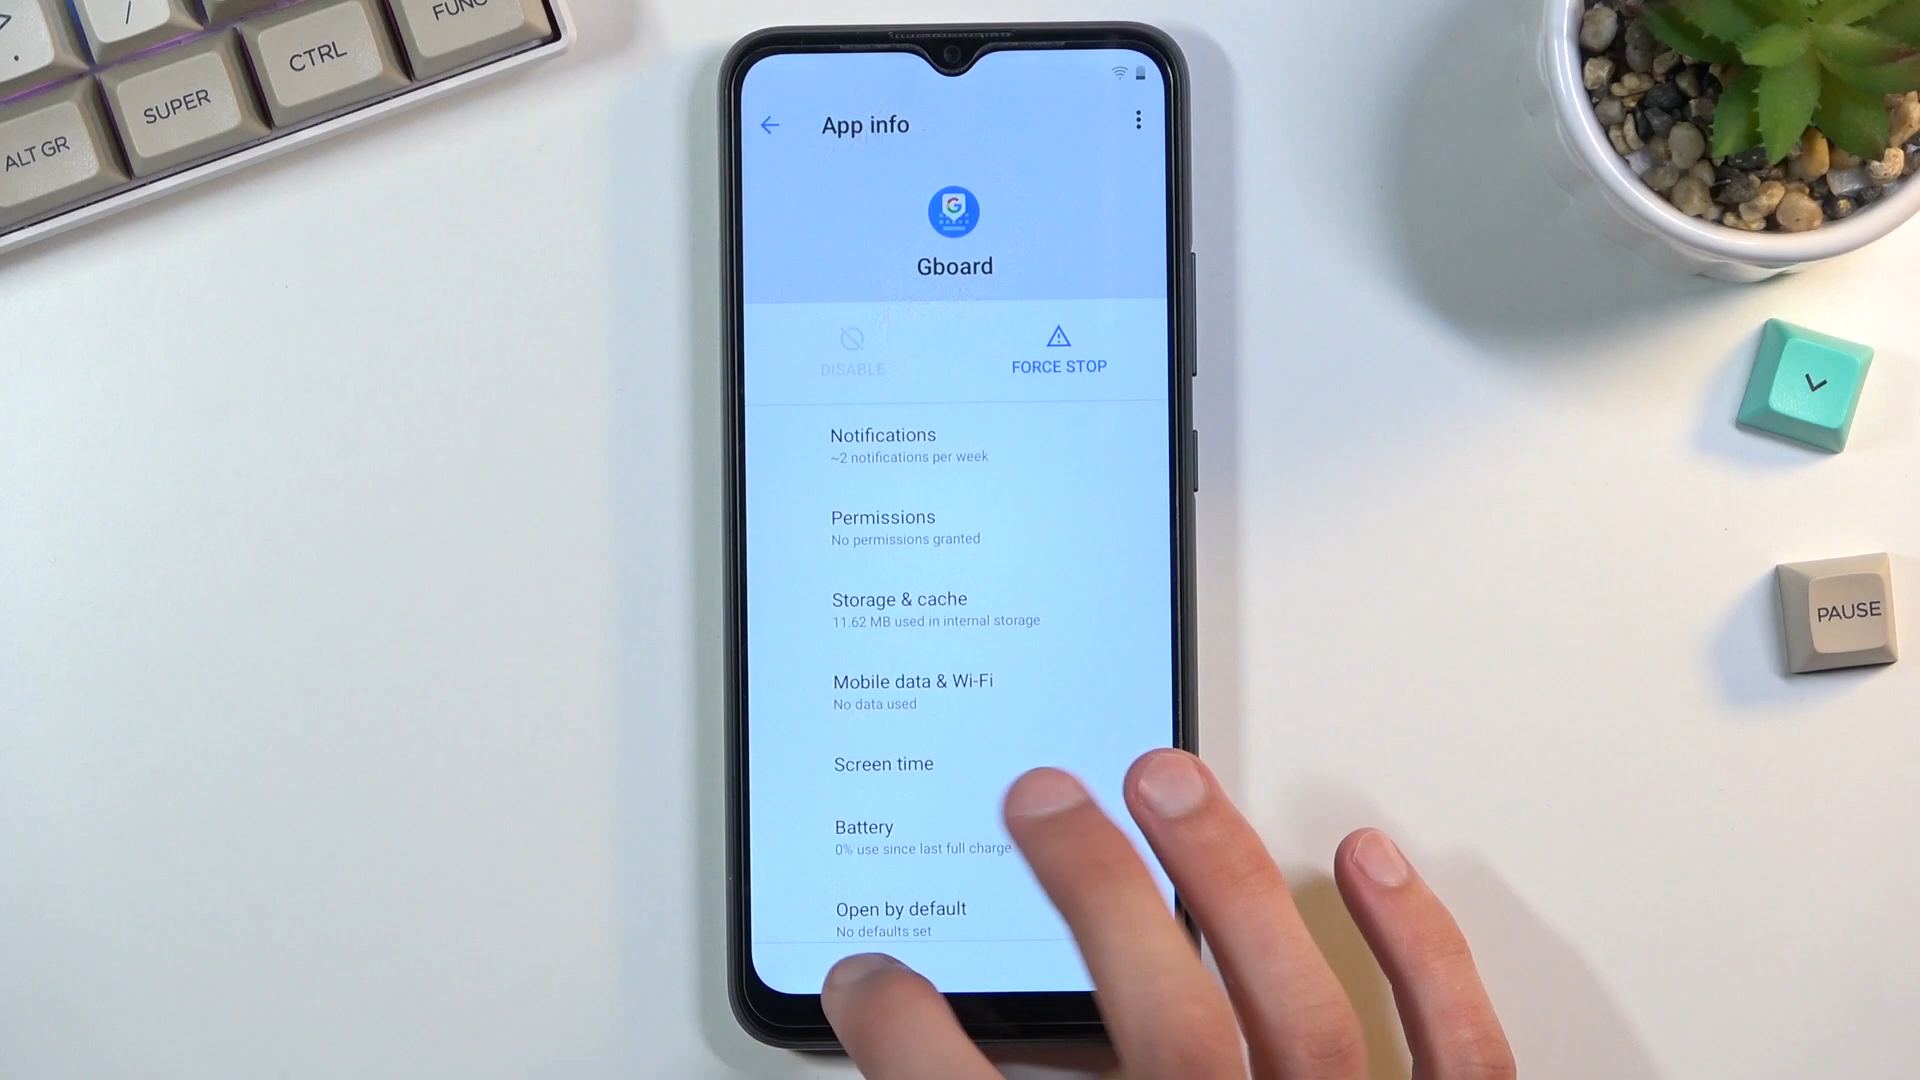 /
FUNC
CTRL
SUPER
ALT GR
App info
G
Gboard
DISABLE
FORCE STOP
Notifications
~2 notifications per week
Permissions
No permissions granted
Storage & cache
11.62 MB used in internal storage
Mobile data & Wi-Fi
No data used
Screen time
Battery
0% use since last full charge
Open by default
No defaults set
PAUSE